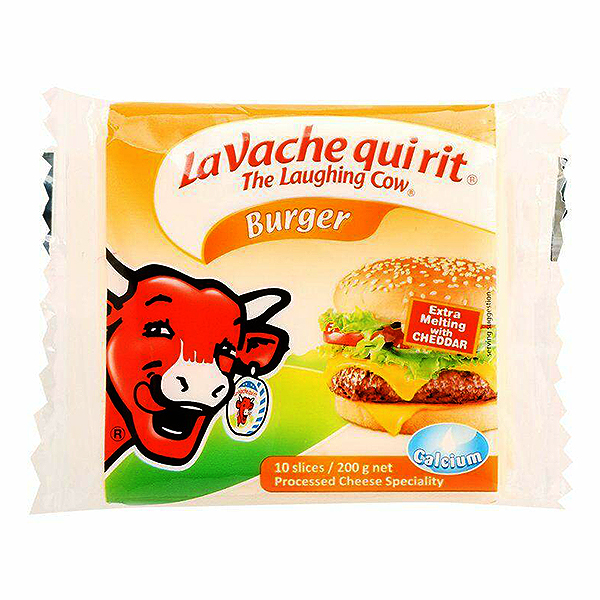 La Vache qui rit ®
The Laughing Cow ®
Burger
Extra
Melting
with
CHEDDAR
serving suggestion
Calcium
®
10 slices / 200 g net
Processed Cheese Speciality